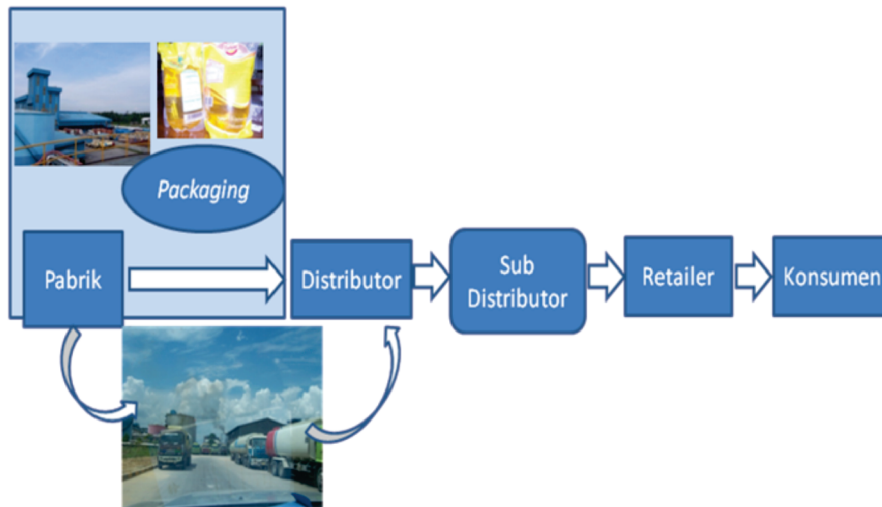 Packaging
Pabrik
Distributor
Sub
Distributor
Retailer
Konsumen